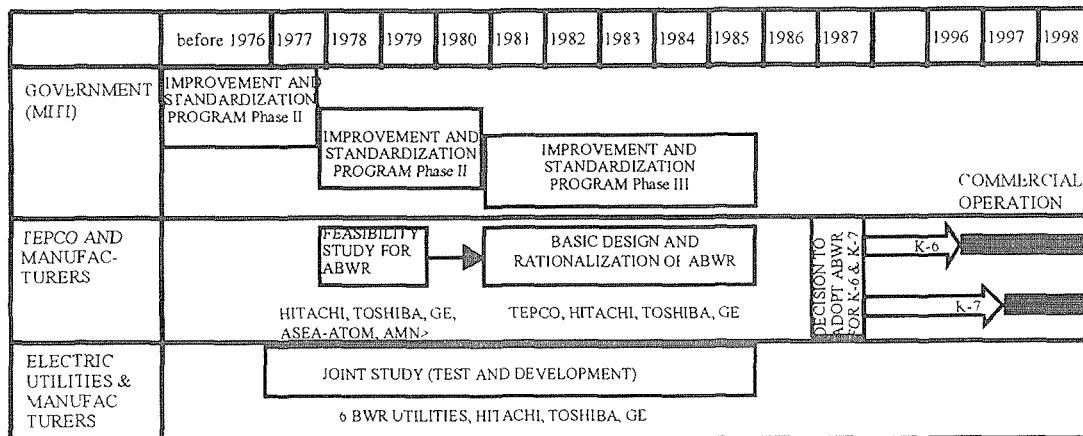 before 1976 1977 1978 1979 1980 1981 1982 1983 1984 1985 1986 1987 1996 1997 1998
GOVERNMENT
(MITI)
IMPROVEMENT AND
STANDARDIZATION
PROGRAM Phase II
IMPROVEMENT AND
STANDARDIZATION
PROGRAM Phase II
IMPROVEMENT AND
STANDARDIZATION
PROGRAM Phase III
COMMERCIAL
OPERATION
TEPCO AND
MANUFAC-
TURERS
FEASIBILITY
STUDY FOR
ABWR
BASIC DESIGN AND
RATIONALIZATION OF ABWR
DECISION TO
ADOPT ABWR
FOR K-6 & K-7
K-6
K-7
HITACHI, TOSHIBA, GE,
ASEA-ATOM, AMN>
TEPCO, HITACHI, TOSHIBA, GE
ELECTRIC
UTILITIES &
MANUFAC
TURERS
JOINT STUDY (TEST AND DEVELOPMENT)
6 BWR UTILITIES, HITACHI, TOSHIBA, GE